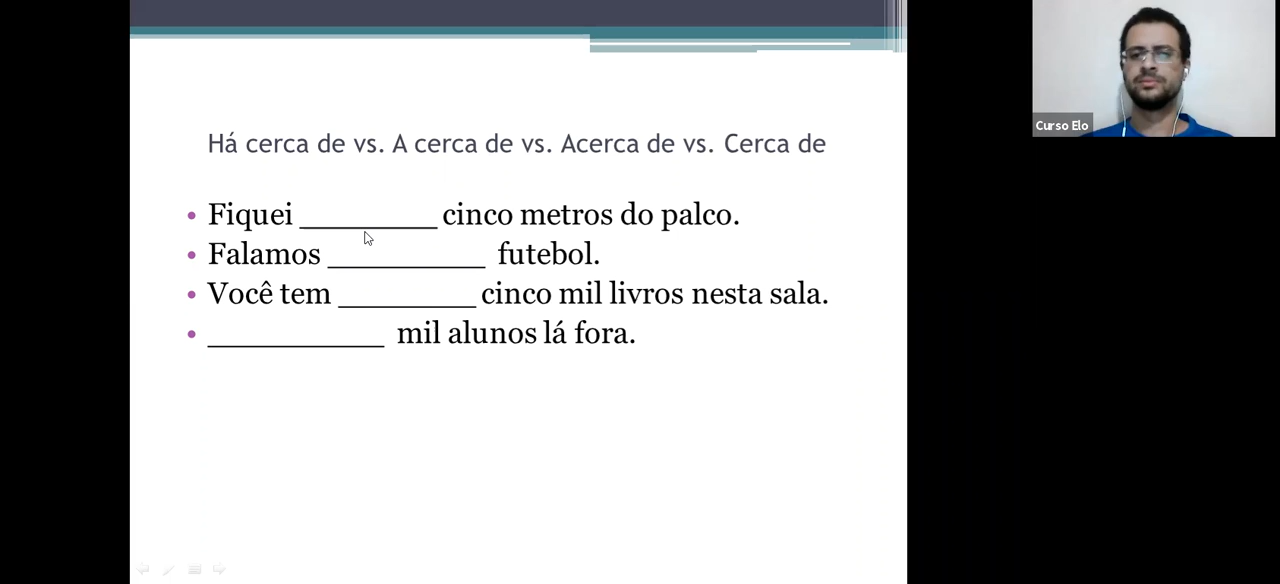 Há cerca de vs. A cerca de vs. Acerca de vs. Cerca de
• Fiquei _________ cinco metros do palco.
• Falamos __________ futebol.
• Você tem _________ cinco mil livros nesta sala.
• ___________ mil alunos lá fora.
Curso Elo